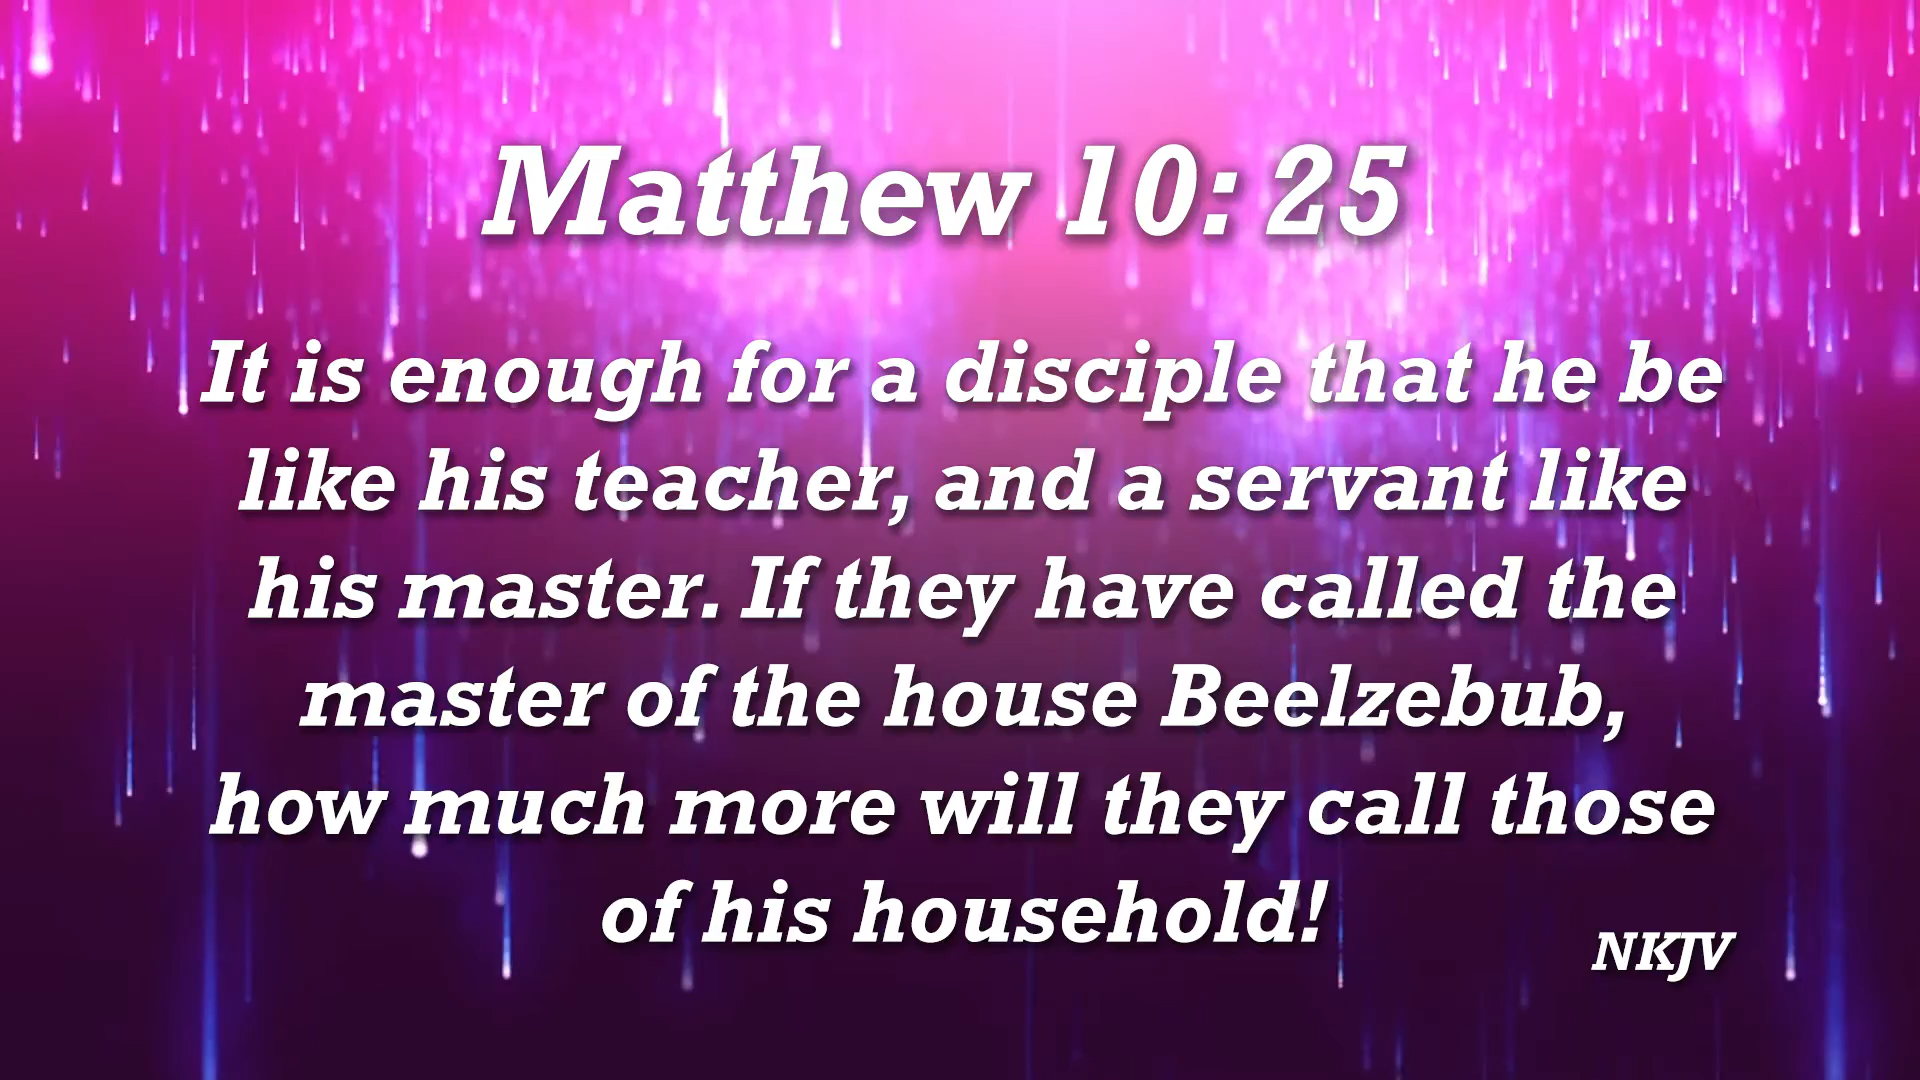 Matthew 10: 25
It is enough for a disciple that he be
like his teacher, and a servant like
his master. If they have called the
master of the house Beelzebub,
how much more will they call those
of his household!
NKJV